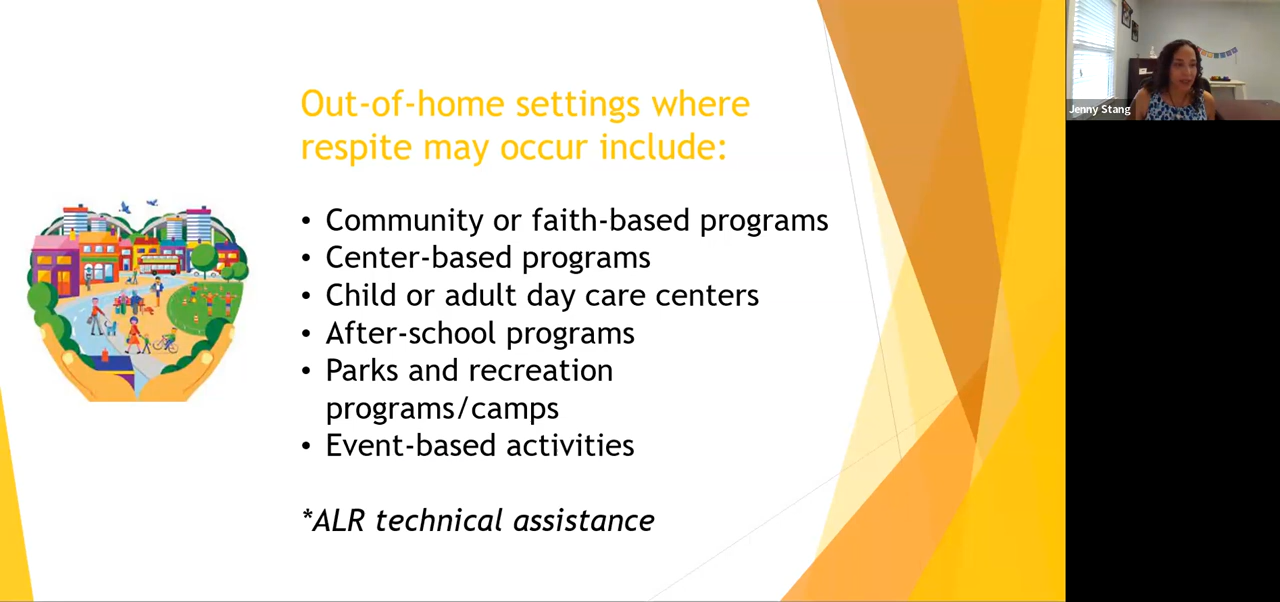 Out-of-home settings where
respite may occur include:
• Community or faith-based programs
• Center-based programs
• Child or adult day care centers
• After-school programs
• Parks and recreation
programs/camps
• Event-based activities
*ALR technical assistance
Jenny Stang